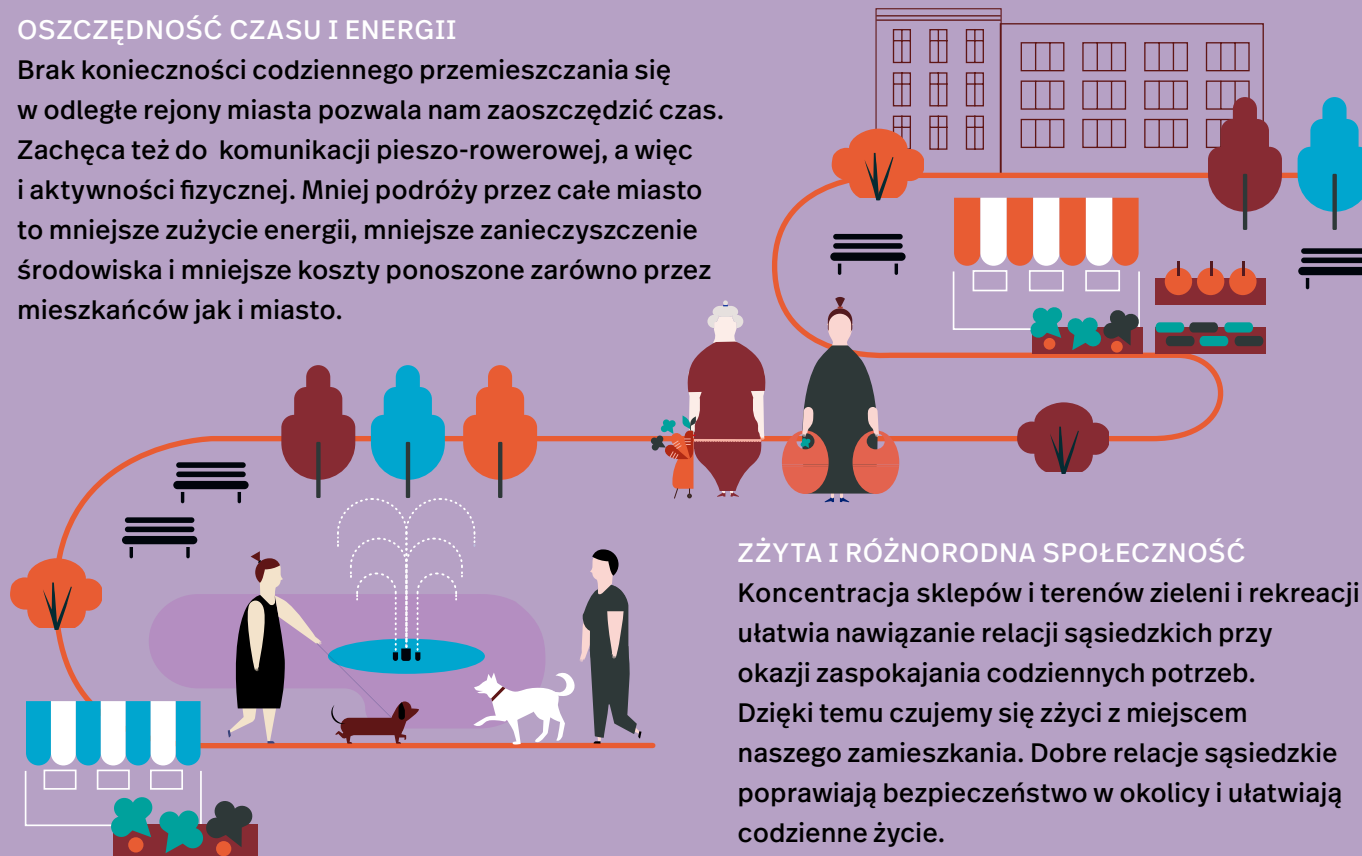 OSZCZĘDNOŚĆ CZASU I ENERGII
Brak konieczności codziennego przemieszczania się
w odległe rejony miasta pozwala nam zaoszczędzić czas.
Zachęca też do  komunikacji pieszo-rowerowej, a więc
i aktywności fizycznej. Mniej podróży przez całe miasto
to mniejsze zużycie energii, mniejsze zanieczyszczenie
środowiska i mniejsze koszty ponoszone zarówno przez
mieszkańców jak i miasto.
ZŻYTA I RÓŻNORODNA SPOŁECZNOŚĆ
Koncentracja sklepów i terenów zieleni i rekreacji
ułatwia nawiązanie relacji sąsiedzkich przy
okazji zaspokajania codziennych potrzeb.
Dzięki temu czujemy się zżyci z miejscem
naszego zamieszkania. Dobre relacje sąsiedzkie
poprawiają bezpieczeństwo w okolicy i ułatwiają
codzienne życie.